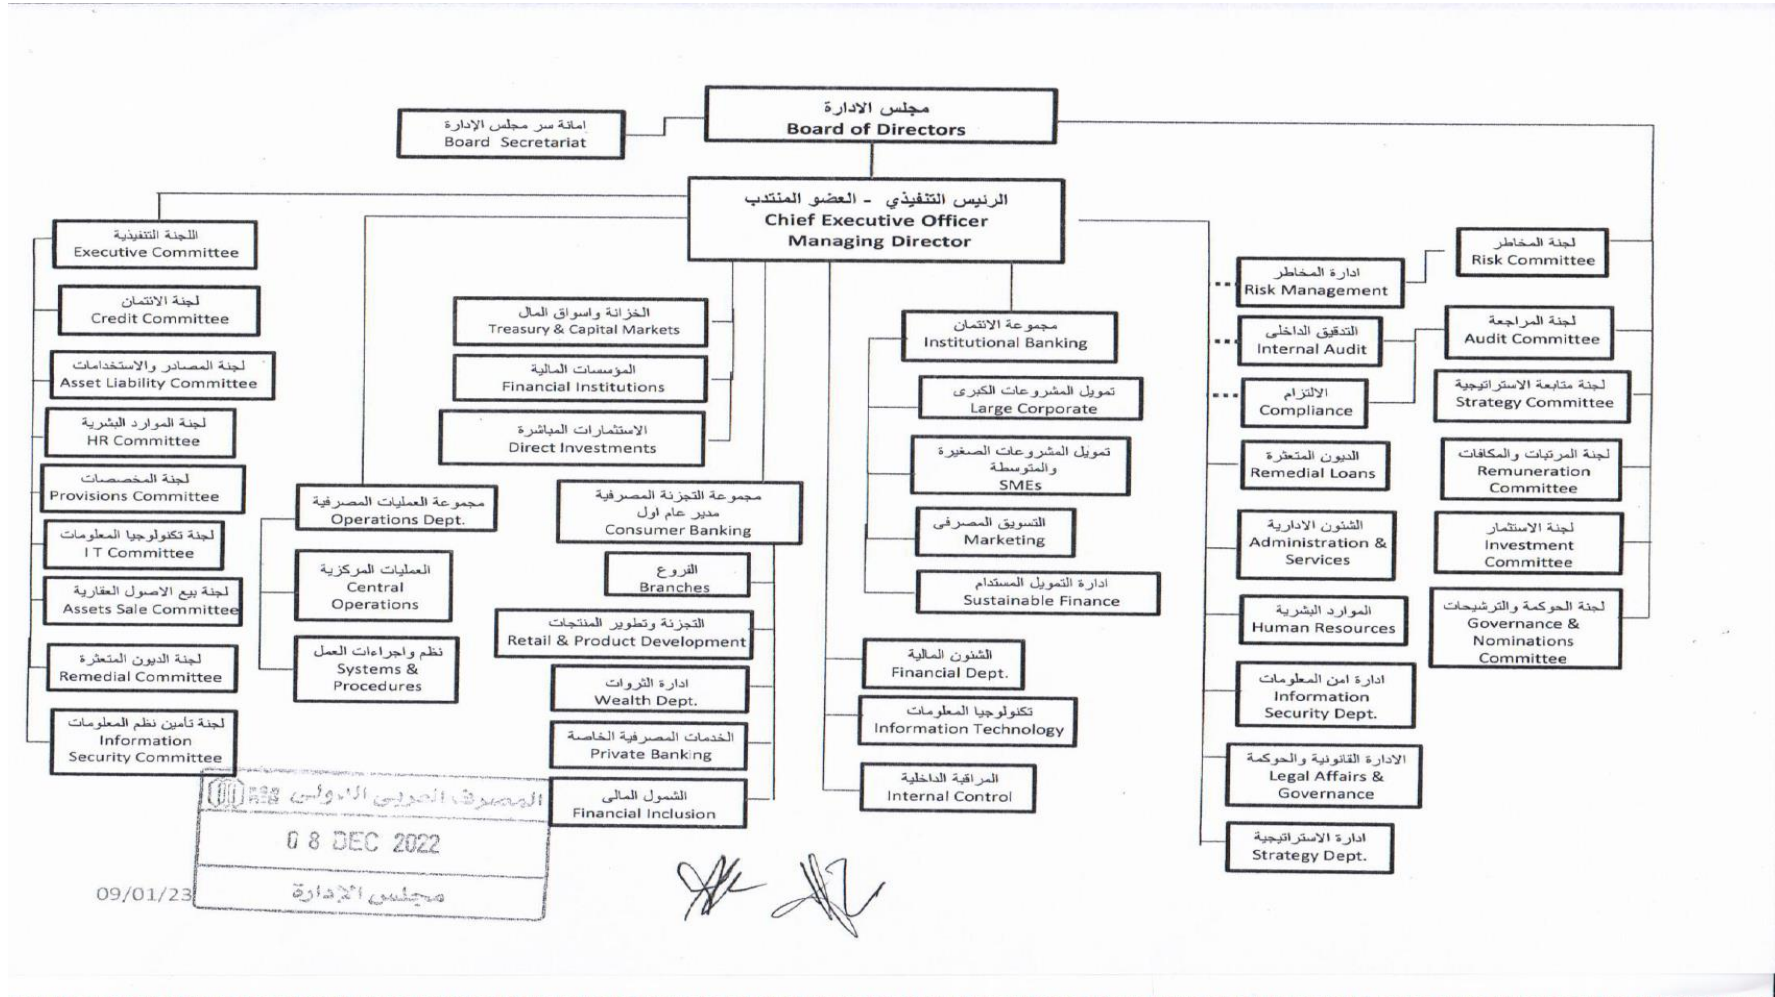 مجلس الادارة
Board of Directors
امانة سر مجلس الإدارة
Board Secretariat
الرئيس التنفيذي - العضو المنتدب
Chief Executive Officer
Managing Director
اللجنة التنفيذية
Executive Committee
لجنة الائتمان
Credit Committee
لجنة المصادر والاستخدامات
Asset Liability Committee
لجنة الموارد البشرية
HR Committee
لجنة المخصصات
Provisions Committee
لجنة تكنولوجيا المعلومات
I T Committee
لجنة بيع الاصول العقارية
Assets Sale Committee
لجنة الديون المتعثرة
Remedial Committee
لجنة تأمين نظم المعلومات
Information
Security Committee
مجموعة العمليات المصرفية
Operations Dept.
العمليات المركزية
Central
Operations
نظم واجراءات العمل
Systems &
Procedures
الخزانة واسواق المال
Treasury & Capital Markets
المؤسسات المالية
Financial Institutions
الاستثمارات المباشرة
Direct Investments
مجموعة التجزئة المصرفية
مدير عام اول
Consumer Banking
الفروع
Branches
التجزئة وتطوير المنتجات
Retail & Product Development
ادارة الثروات
Wealth Dept.
الخدمات المصرفية الخاصة
Private Banking
الشمول المالى
Financial Inclusion
مجموعة الائتمان
Institutional Banking
تمويل المشروعات الكبرى
Large Corporate
تمويل المشروعات الصغيرة
والمتوسطة
SMEs
التسويق المصرفى
Marketing
ادارة التمويل المستدام
Sustainable Finance
الشئون المالية
Financial Dept.
تكنولوجيا المعلومات
Information Technology
المراقبة الداخلية
Internal Control
ادارة المخاطر
Risk Management
التدقيق الداخلى
Internal Audit
الالتزام
Compliance
الديون المتعثرة
Remedial Loans
الشئون الادارية
Administration &
Services
الموارد البشرية
Human Resources
ادارة امن المعلومات
Information
Security Dept.
الادارة القانونية والحوكمة
Legal Affairs &
Governance
ادارة الاستراتيجية
Strategy Dept.
لجنة المخاطر
Risk Committee
لجنة المراجعة
Audit Committee
لجنة متابعة الاستراتيجية
Strategy Committee
لجنة المرتبات والمكافات
Remuneration
Committee
لجنة الاستثمار
Investment
Committee
لجنة الحوكمة والترشيحات
Governance &
Nominations
Committee
المصرف العربي الدولى
08 DEC 2022
مجلس الإدارة
09/01/23